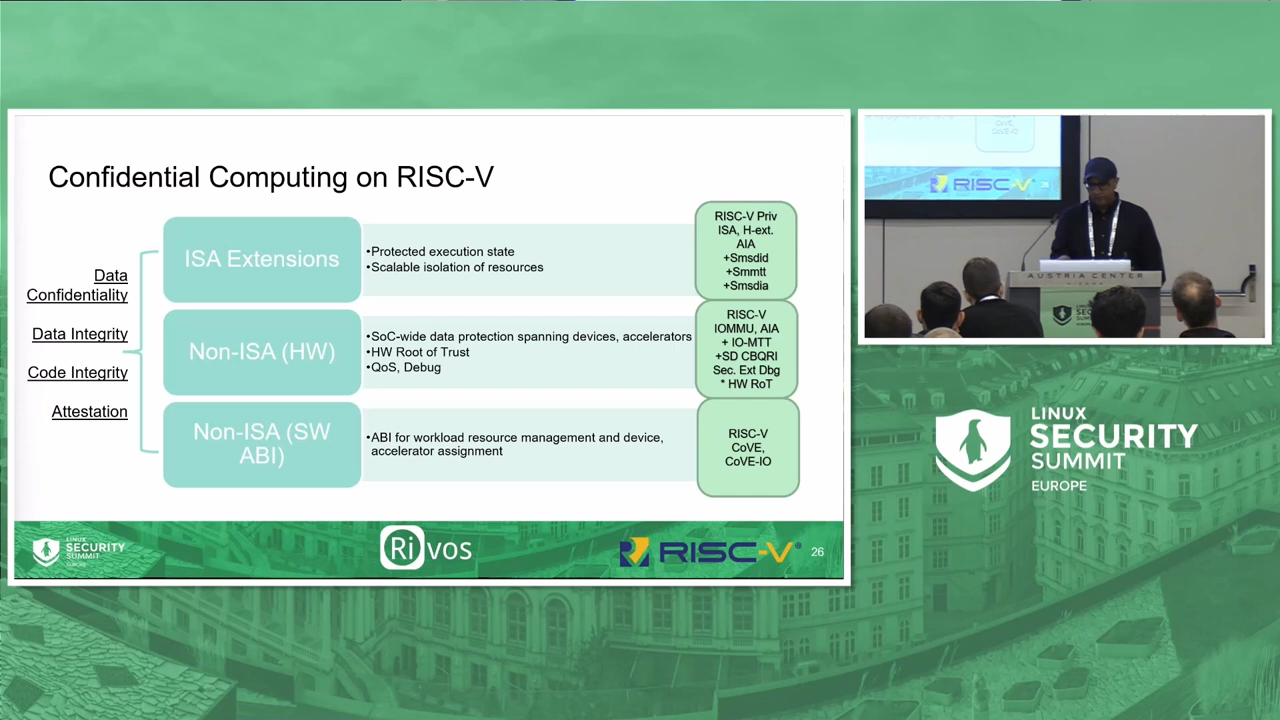 Confidential Computing on RISC-V
Data
Confidentiality
Data Integrity
Code Integrity
Attestation
ISA Extensions
•Protected execution state
•Scalable isolation of resources
RISC-V Priv
ISA, H-ext.
AIA
+Smsdid
+Smmtt
+Smsdia
Non-ISA (HW)
•SoC-wide data protection spanning devices, accelerators
•HW Root of Trust
•QoS, Debug
RISC-V
IOMMU, AIA
+ IO-MTT
+SD CBQRI
Sec. Ext Dbg
* HW RoT
Non-ISA (SW
ABI)
•ABI for workload resource management and device,
accelerator assignment
RISC-V
CoVE,
CoVE-IO
LINUX
SECURITY
SUMMIT
EUROPE
Rivos
RISC-V®
26
RISC-V
AUSTRIA CENTER
LINUX
SECURITY
SUMMIT
EUROPE